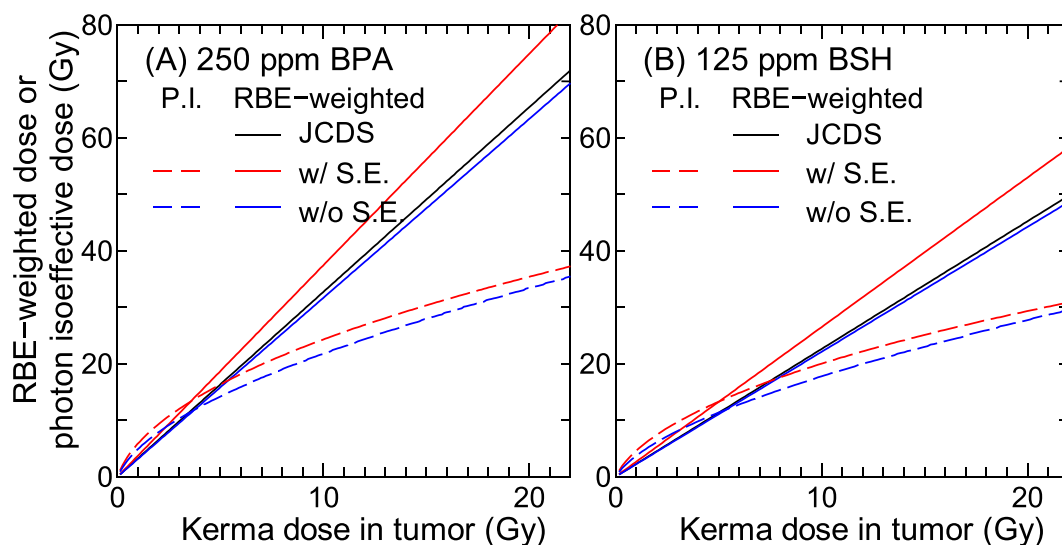 RBE−weighted dose or
photon isoeffective dose (Gy)
80
60
40
20
0
(A) 250 ppm BPA
P.I. RBE−weighted
JCDS
w/ S.E.
w/o S.E.
0 10 20
Kerma dose in tumor (Gy)
80
60
40
20
0
(B) 125 ppm BSH
P.I. RBE−weighted
JCDS
w/ S.E.
w/o S.E.
0 10 20
Kerma dose in tumor (Gy)